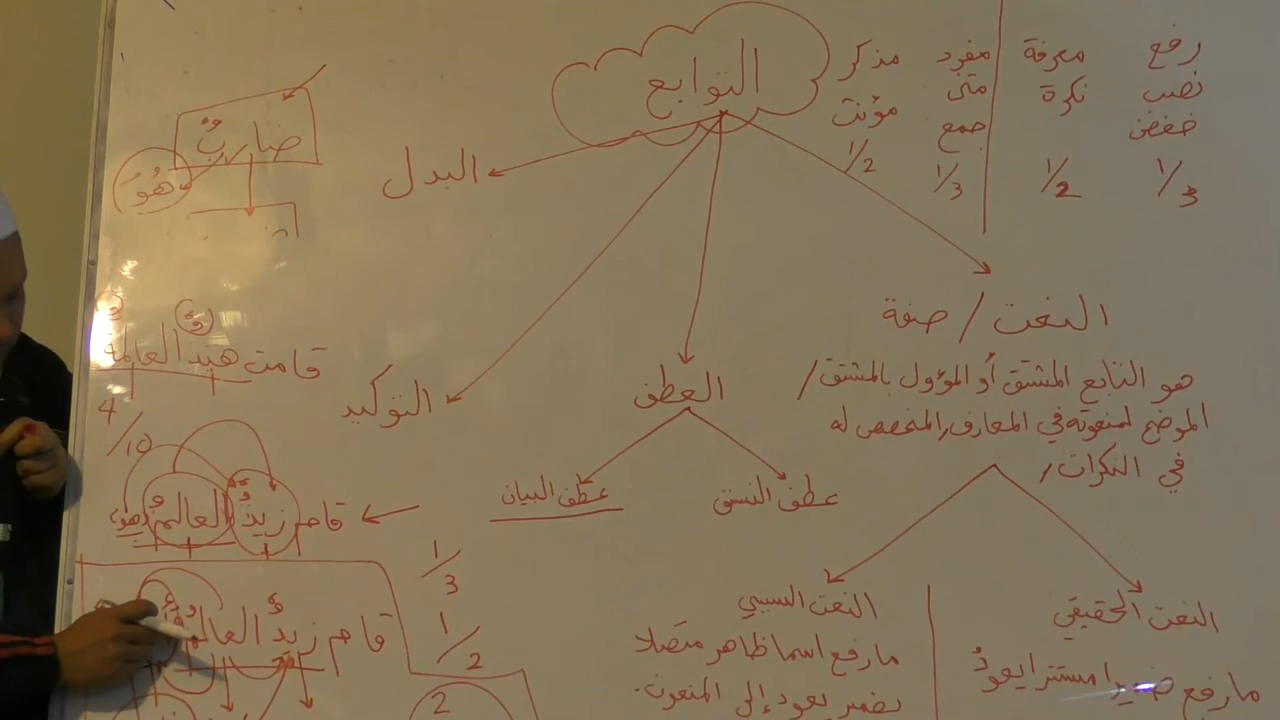 رفع
نصب
خفض
1/3
معرفة
نكرة
1/2
مفرد
مثنى
جمع
1/3
مذكر
مؤنث
1/2
التوابع
النعت / صفة
هو التابع المشتق أو المؤول بالمشتق /
الموضح لمنعوته في المعارف المخصص له
في النكرات
النعت الحقيقي
ما رفع ضميرا مستترا يعودُ
النعت السببي
ما رفع اسما ظاهر متصلا
بضمير يعود إلى المنعوت.
العطف
عطف النسق
عطف البيان
التوكيد
البدل
ضاربٌ
هُو
قامت هند العالمة
4/10
قام زيدٌ العالمُ (هو)
1/3
1/2
2
قام زيدٌ العالمُ